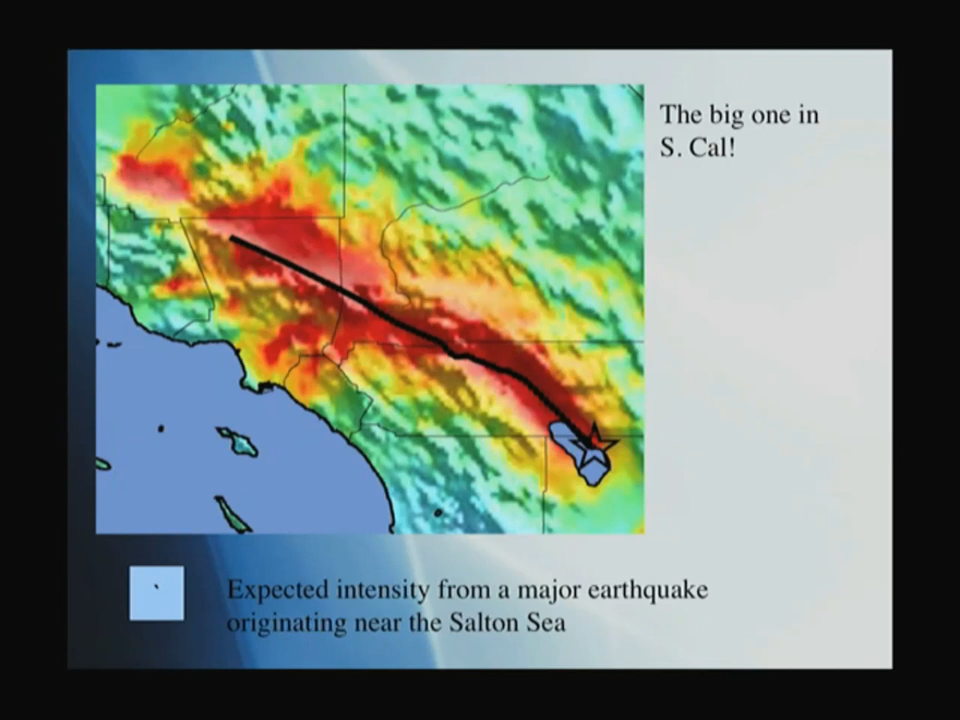 The big one in
S. Cal!
Expected intensity from a major earthquake
originating near the Salton Sea